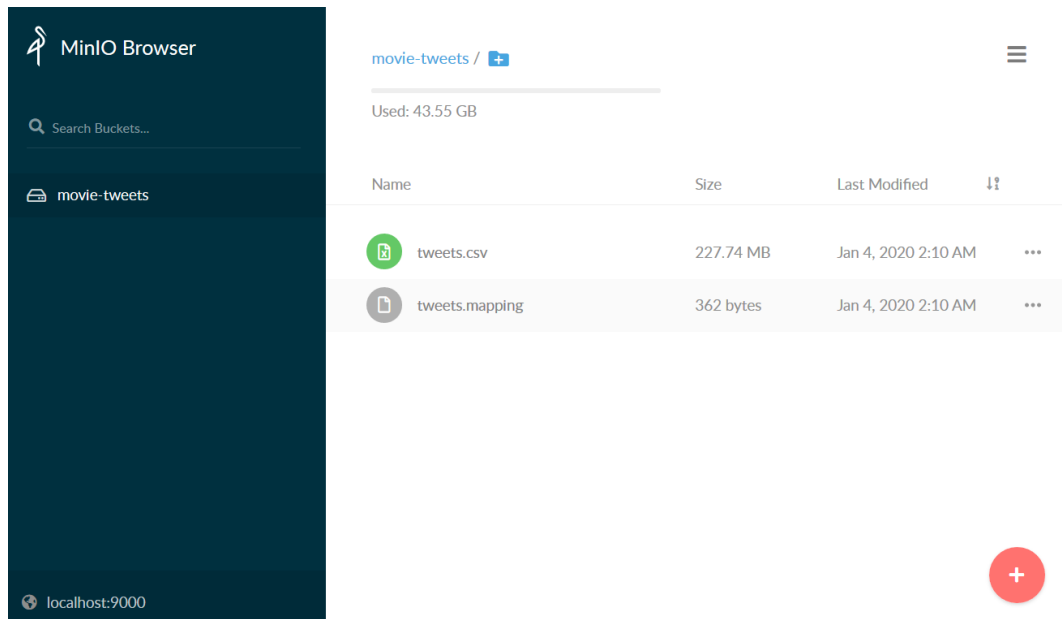 MinIO Browser
Search Buckets...
movie-tweets
localhost:9000
movie-tweets /
Used: 43.55 GB
Name Size Last Modified
tweets.csv 227.74 MB Jan 4, 2020 2:10 AM
tweets.mapping 362 bytes Jan 4, 2020 2:10 AM